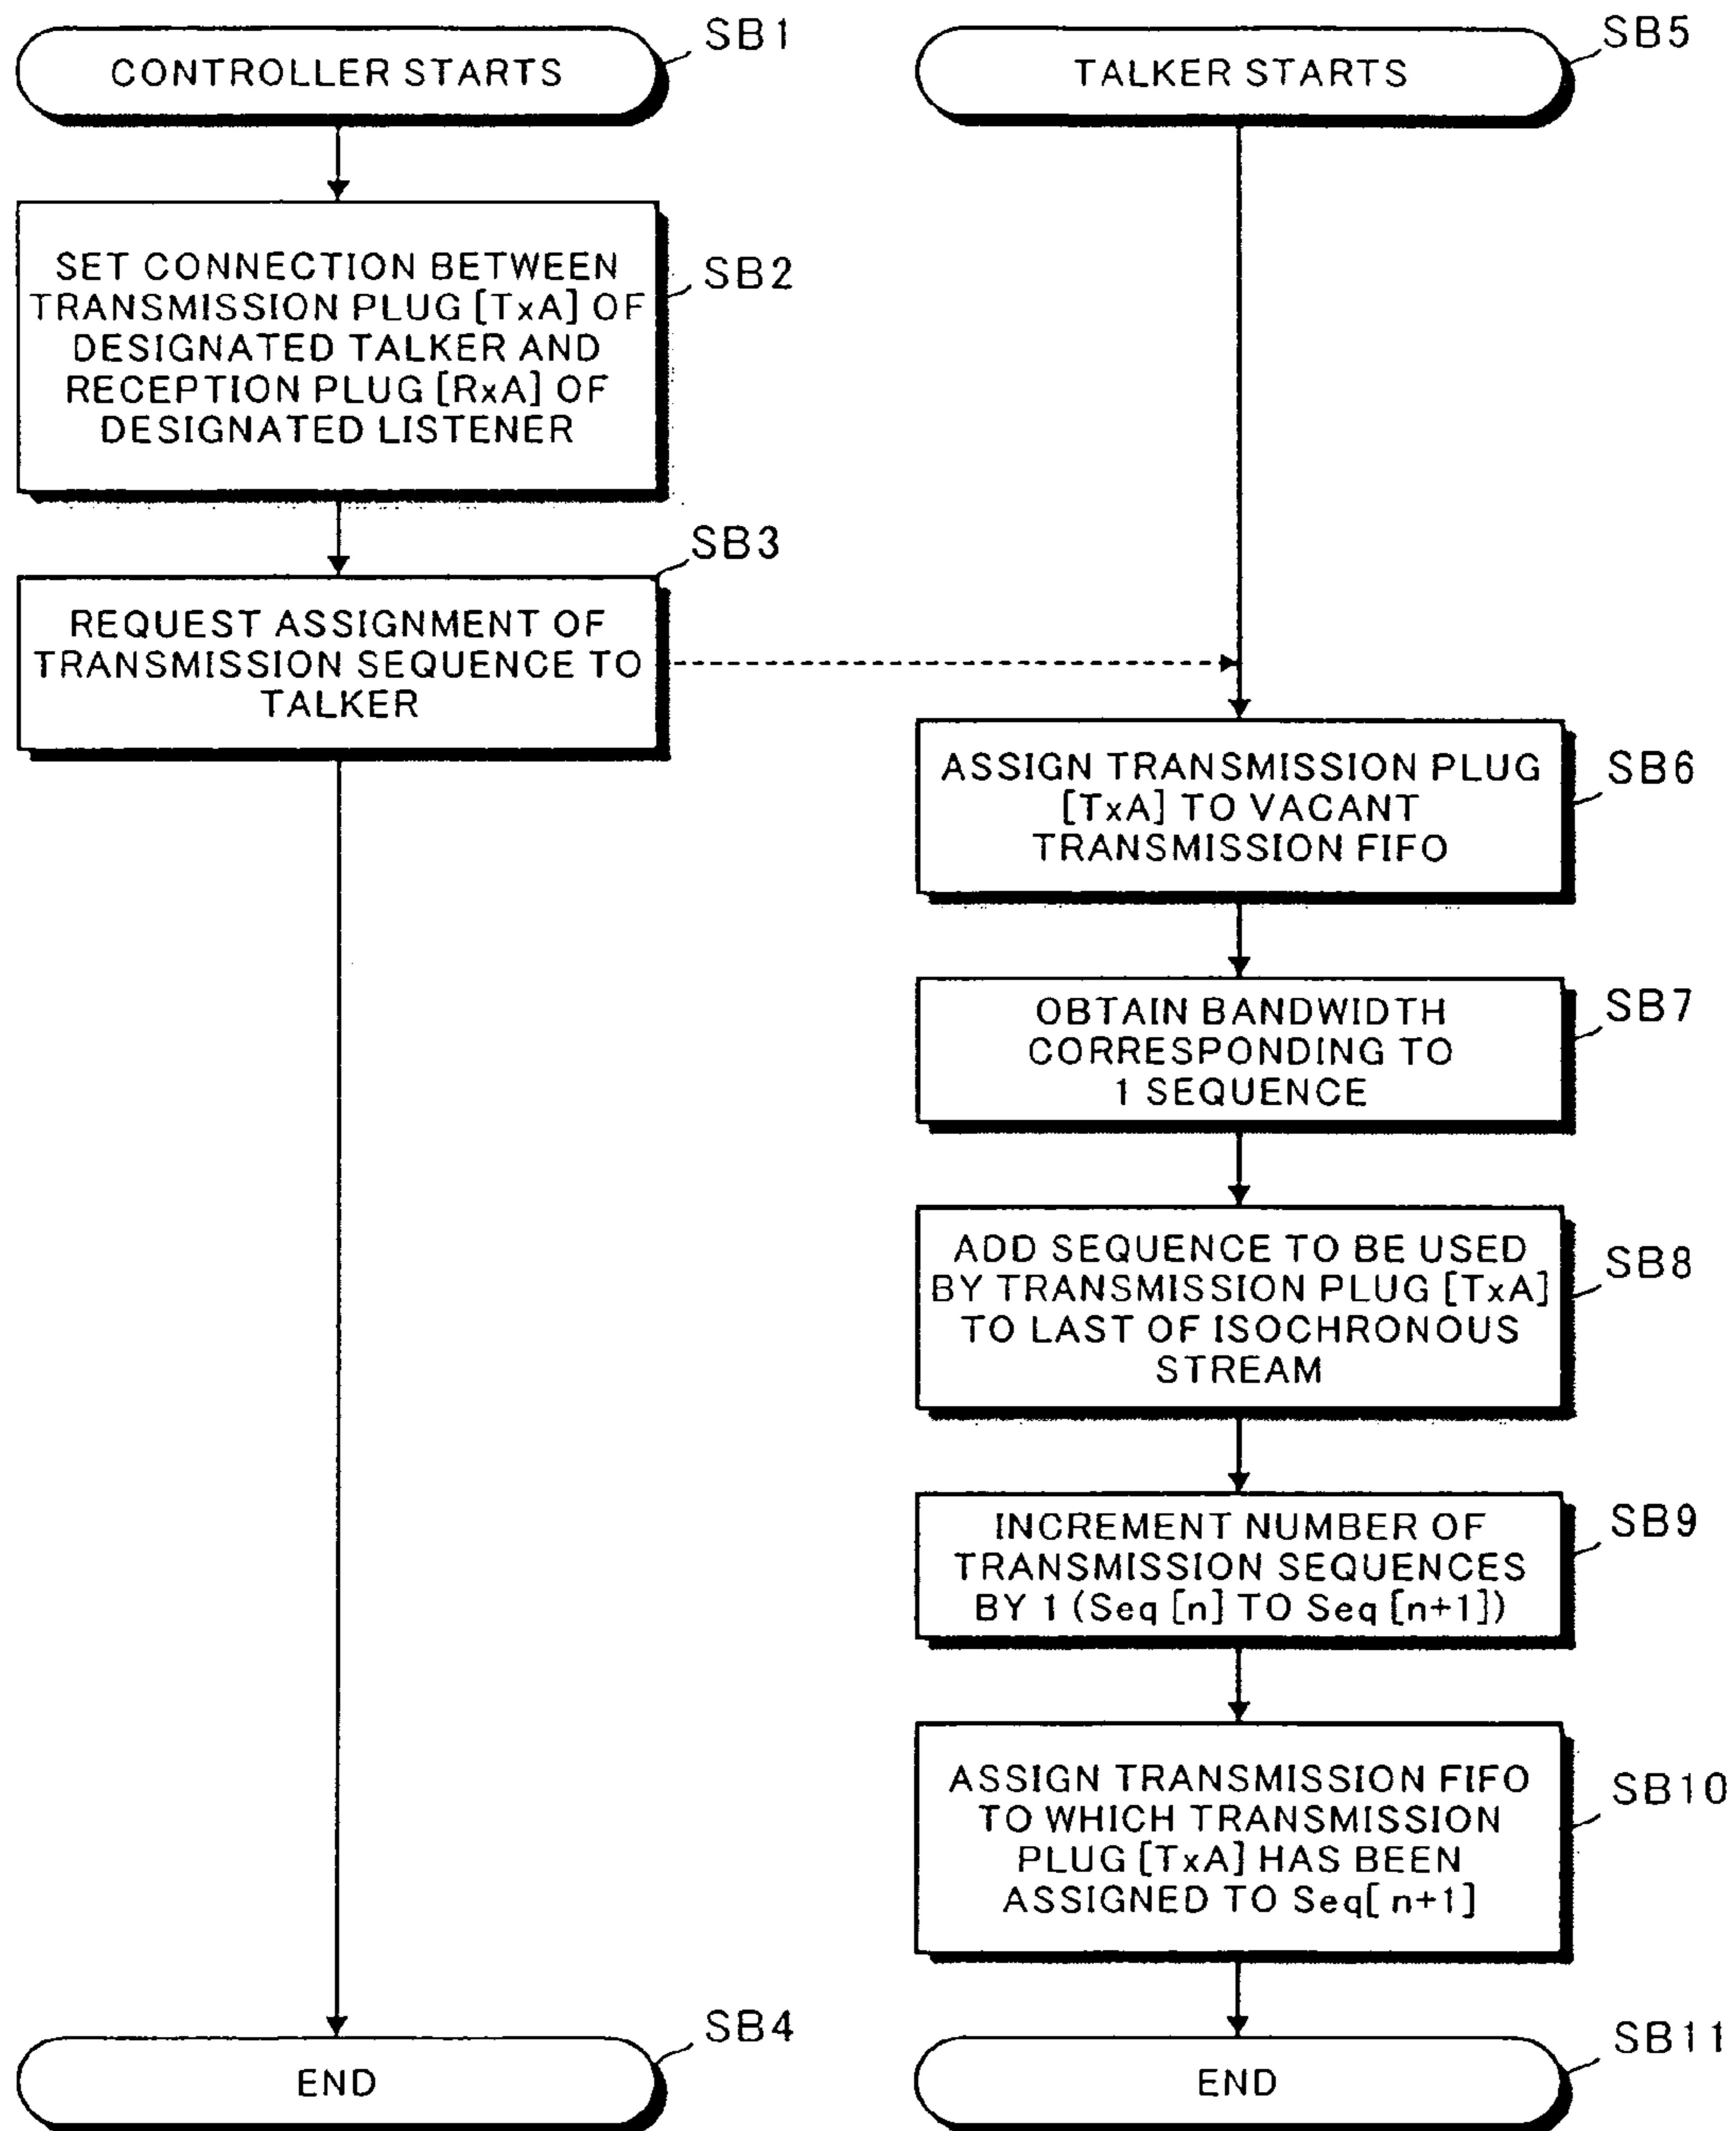 CONTROLLER STARTS
SB1
SET CONNECTION BETWEEN
TRANSMISSION PLUG [TxA] OF
DESIGNATED TALKER AND
RECEPTION PLUG [RxA] OF
DESIGNATED LISTENER
SB2
REQUEST ASSIGNMENT OF
TRANSMISSION SEQUENCE TO
TALKER
SB3
END
SB4
TALKER STARTS
SB5
ASSIGN TRANSMISSION PLUG
[TxA] TO VACANT
TRANSMISSION FIFO
SB6
OBTAIN BANDWIDTH
CORRESPONDING TO
1 SEQUENCE
SB7
ADD SEQUENCE TO BE USED
BY TRANSMISSION PLUG [TxA]
TO LAST OF ISOCHRONOUS
STREAM
SB8
INCREMENT NUMBER OF
TRANSMISSION SEQUENCES
BY 1 (Seq [n] TO Seq [n+1])
SB9
ASSIGN TRANSMISSION FIFO
TO WHICH TRANSMISSION
PLUG [TxA] HAS BEEN
ASSIGNED TO Seq[ n+1]
SB10
END
SB11